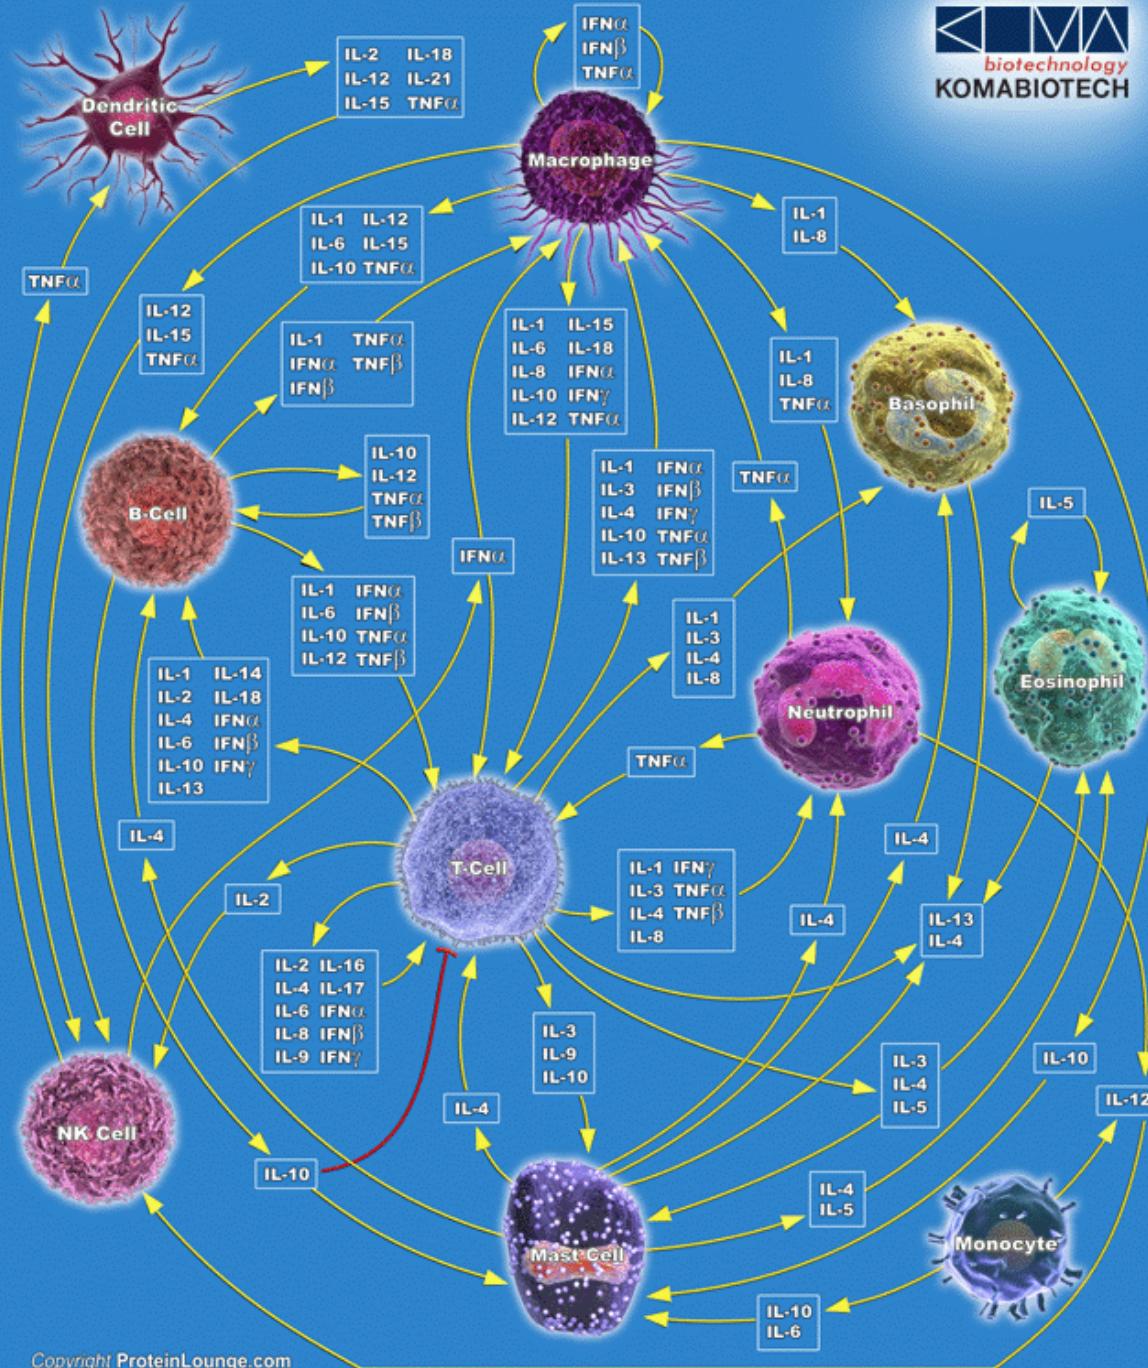 IFNα
IFNβ
TNFα
biotechnology
KOMABIOTECH
IL-2 IL-18
IL-12 IL-21
IL-15 TNFα
Dendritic
Cell
Macrophage
IL-1 IL-12
IL-6 IL-15
IL-10 TNFα
IL-1
IL-8
TNFα
IL-12
IL-15
TNFα
IL-1 TNFα
IFNα TNFβ
IFNβ
IL-1 IL-15
IL-6 IL-18
IL-8 IFNα
IL-10 IFNγ
IL-12 TNFα
IL-1
IL-8
TNFα
Basophil
IL-10
IL-12
TNFα
TNFβ
B-Cell
IL-1 IFNα
IL-3 IFNβ
IL-4 IFNγ
IL-10 TNFα
IL-13 TNFβ
TNFα
IL-5
IFNα
IL-1 IFNα
IL-6 IFNβ
IL-10 TNFα
IL-12 TNFβ
IL-1
IL-3
IL-4
IL-8
IL-1 IL-14
IL-2 IL-18
IL-4 IFNα
IL-6 IFNβ
IL-10 IFNγ
IL-13
Neutrophil
Eosinophil
TNFα
IL-4
IL-4
T-Cell
IL-2
IL-1 IFNγ
IL-3 TNFα
IL-4 TNFβ
IL-8
IL-4
IL-13
IL-4
IL-2 IL-16
IL-4 IL-17
IL-6 IFNα
IL-8 IFNβ
IL-9 IFNγ
IL-3
IL-9
IL-10
IL-3
IL-4
IL-5
IL-10
IL-12
IL-4
NK Cell
IL-10
IL-4
IL-5
Mast Cell
Monocyte
IL-10
IL-6
Copyright ProteinLounge.com